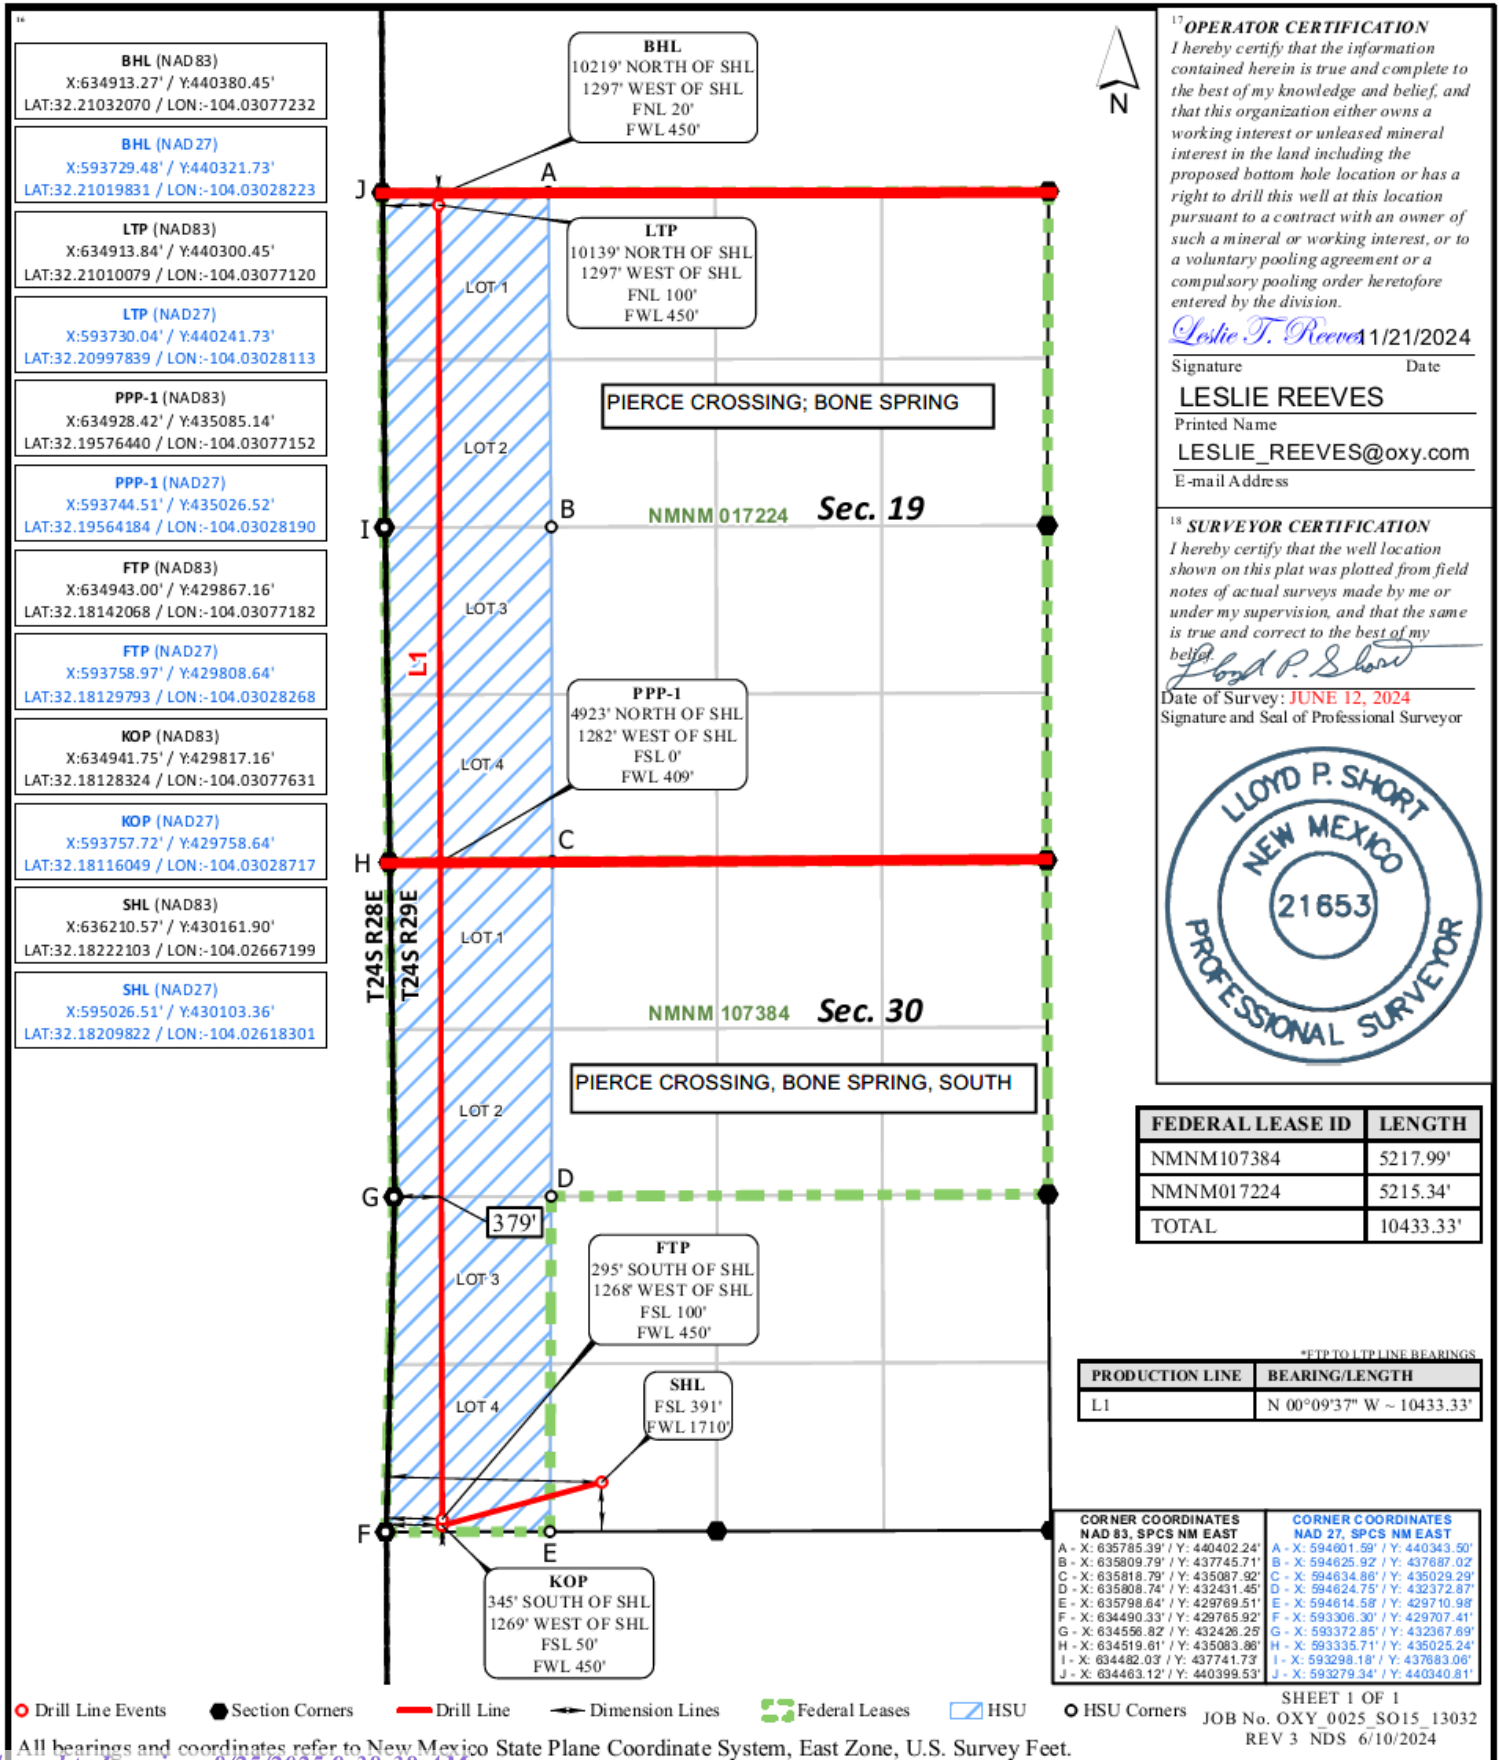 16
BHL (NAD83)
X:634913.27' / Y:440380.45'
LAT:32.21032070 / LON:-104.03077232
BHL (NAD27)
X:593729.48' / Y:440321.73'
LAT:32.21019831 / LON:-104.03028223
LTP (NAD83)
X:634913.84' / Y:440300.45'
LAT:32.21010079 / LON:-104.03077120
LTP (NAD27)
X:593730.04' / Y:440241.73'
LAT:32.20997839 / LON:-104.03028113
PPP-1 (NAD83)
X:634928.42' / Y:435085.14'
LAT:32.19576440 / LON:-104.03077152
PPP-1 (NAD27)
X:593744.51' / Y:435026.52'
LAT:32.19564184 / LON:-104.03028190
FTP (NAD83)
X:634943.00' / Y:429867.16'
LAT:32.18142068 / LON:-104.03077182
FTP (NAD27)
X:593758.97' / Y:429808.64'
LAT:32.18129793 / LON:-104.03028268
KOP (NAD83)
X:634941.75' / Y:429817.16'
LAT:32.18128324 / LON:-104.03077631
KOP (NAD27)
X:593757.72' / Y:429758.64'
LAT:32.18116049 / LON:-104.03028717
SHL (NAD83)
X:636210.57' / Y:430161.90'
LAT:32.18222103 / LON:-104.02667199
SHL (NAD27)
X:595026.51' / Y:430103.36'
LAT:32.18209822 / LON:-104.02618301
BHL
10219' NORTH OF SHL
1297' WEST OF SHL
FNL 20'
FWL 450'
N
J
A
LTP
10139' NORTH OF SHL
1297' WEST OF SHL
FNL 100'
FWL 450'
LOT 1
PIERCE CROSSING; BONE SPRING
LOT 2
I
B
NMNM 017224
Sec. 19
LOT 3
L1
PPP-1
4923' NORTH OF SHL
1282' WEST OF SHL
FSL 0'
FWL 409'
LOT 4
H
C
T24S R28E
T24S R29E
LOT 1
NMNM 107384
Sec. 30
PIERCE CROSSING, BONE SPRING, SOUTH
LOT 2
G
D
379'
LOT 3
FTP
295' SOUTH OF SHL
1268' WEST OF SHL
FSL 100'
FWL 450'
SHL
FSL 391'
FWL 1710'
LOT 4
F
E
KOP
345' SOUTH OF SHL
1269' WEST OF SHL
FSL 50'
FWL 450'
17 OPERATOR CERTIFICATION
I hereby certify that the information
contained herein is true and complete to
the best of my knowledge and belief, and
that this organization either owns a
working interest or unleased mineral
interest in the land including the
proposed bottom hole location or has a
right to drill this well at this location
pursuant to a contract with an owner of
such a mineral or working interest, or to
a voluntary pooling agreement or a
compulsory pooling order heretofore
entered by the division.
Leslie T. Reeves 11/21/2024
Signature Date
LESLIE REEVES
Printed Name
LESLIE_REEVES@oxy.com
E-mail Address
18 SURVEYOR CERTIFICATION
I hereby certify that the well location
shown on this plat was plotted from field
notes of actual surveys made by me or
under my supervision, and that the same
is true and correct to the best of my
belief.
Lloyd P. Short
Date of Survey: JUNE 12, 2024
Signature and Seal of Professional Surveyor
LLOYD P. SHORT
NEW MEXICO
21653
PROFESSIONAL SURVEYOR
FEDERAL LEASE ID LENGTH
NMNM107384 5217.99'
NMNM017224 5215.34'
TOTAL 10433.33'
*FTP TO LTP LINE BEARINGS
PRODUCTION LINE BEARING/LENGTH
L1 N 00°09'37" W ~ 10433.33'
CORNER COORDINATES
NAD 83, SPCS NM EAST
A - X: 635785.39' / Y: 440402.24'
B - X: 635809.79' / Y: 437745.71'
C - X: 635818.79' / Y: 435087.92'
D - X: 635808.74' / Y: 432431.45'
E - X: 635798.64' / Y: 429769.51'
F - X: 634490.33' / Y: 429765.92'
G - X: 634556.82' / Y: 432426.25'
H - X: 634519.61' / Y: 435083.86'
I - X: 634482.03' / Y: 437741.73'
J - X: 634463.12' / Y: 440399.53'
CORNER COORDINATES
NAD 27, SPCS NM EAST
A - X: 594601.59' / Y: 440343.50'
B - X: 594625.92' / Y: 437687.02'
C - X: 594634.86' / Y: 435029.29'
D - X: 594624.75' / Y: 432372.87'
E - X: 594614.58' / Y: 429710.98'
F - X: 593306.30' / Y: 429707.41'
G - X: 593372.85' / Y: 432367.69'
H - X: 593335.71' / Y: 435025.24'
I - X: 593298.18' / Y: 437683.06'
J - X: 593279.34' / Y: 440340.81'
Drill Line Events Section Corners Drill Line Dimension Lines Federal Leases HSU HSU Corners
SHEET 1 OF 1
JOB No. OXY_0025_SO15_13032
REV 3 NDS 6/10/2024
All bearings and coordinates refer to New Mexico State Plane Coordinate System, East Zone, U.S. Survey Feet.